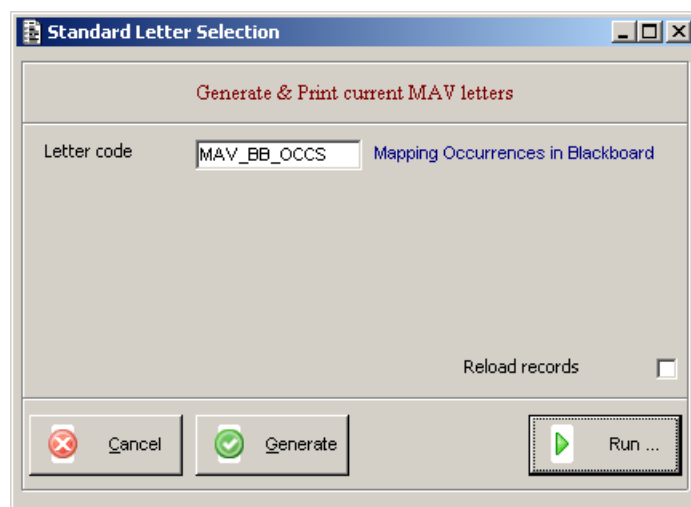 Standard Letter Selection
Generate & Print current MAV letters
Letter code MAV_BB_OCCS Mapping Occurrences in Blackboard
Reload records
Cancel Generate Run ...